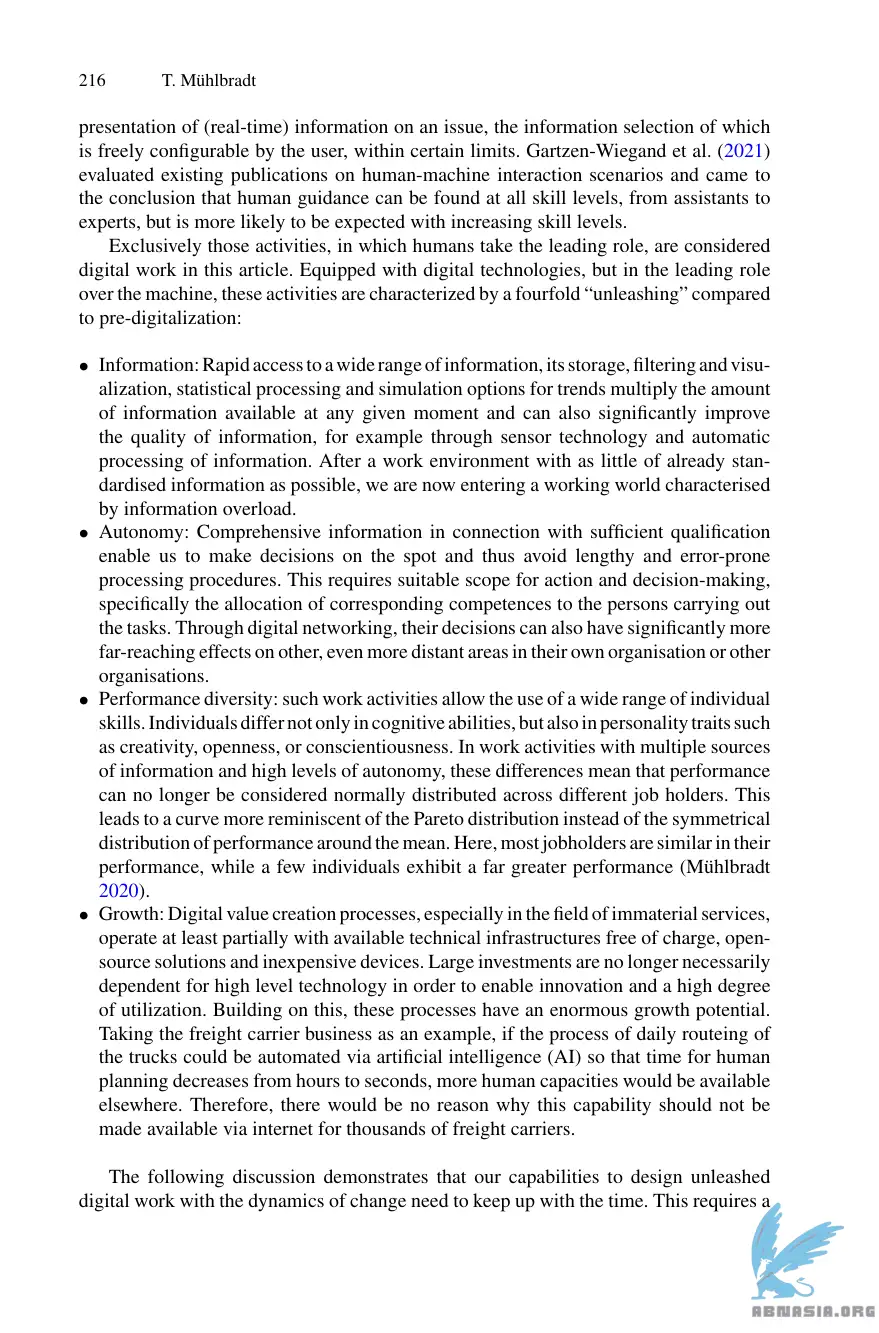 216 T. Mühlbradt
presentation of (real-time) information on an issue, the information selection of which
is freely configurable by the user, within certain limits. Gartzen-Wiegand et al. (2021)
evaluated existing publications on human-machine interaction scenarios and came to
the conclusion that human guidance can be found at all skill levels, from assistants to
experts, but is more likely to be expected with increasing skill levels.
Exclusively those activities, in which humans take the leading role, are considered
digital work in this article. Equipped with digital technologies, but in the leading role
over the machine, these activities are characterized by a fourfold “unleashing” compared
to pre-digitalization:
• Information: Rapid access to a wide range of information, its storage, filtering and visu-
alization, statistical processing and simulation options for trends multiply the amount
of information available at any given moment and can also significantly improve
the quality of information, for example through sensor technology and automatic
processing of information. After a work environment with as little of already stan-
dardised information as possible, we are now entering a working world characterised
by information overload.
• Autonomy: Comprehensive information in connection with sufficient qualification
enable us to make decisions on the spot and thus avoid lengthy and error-prone
processing procedures. This requires suitable scope for action and decision-making,
specifically the allocation of corresponding competences to the persons carrying out
the tasks. Through digital networking, their decisions can also have significantly more
far-reaching effects on other, even more distant areas in their own organisation or other
organisations.
• Performance diversity: such work activities allow the use of a wide range of individual
skills. Individuals differ not only in cognitive abilities, but also in personality traits such
as creativity, openness, or conscientiousness. In work activities with multiple sources
of information and high levels of autonomy, these differences mean that performance
can no longer be considered normally distributed across different job holders. This
leads to a curve more reminiscent of the Pareto distribution instead of the symmetrical
distribution of performance around the mean. Here, most jobholders are similar in their
performance, while a few individuals exhibit a far greater performance (Mühlbradt
2020).
• Growth: Digital value creation processes, especially in the field of immaterial services,
operate at least partially with available technical infrastructures free of charge, open-
source solutions and inexpensive devices. Large investments are no longer necessarily
dependent for high level technology in order to enable innovation and a high degree
of utilization. Building on this, these processes have an enormous growth potential.
Taking the freight carrier business as an example, if the process of daily routeing of
the trucks could be automated via artificial intelligence (AI) so that time for human
planning decreases from hours to seconds, more human capacities would be available
elsewhere. Therefore, there would be no reason why this capability should not be
made available via internet for thousands of freight carriers.
The following discussion demonstrates that our capabilities to design unleashed
digital work with the dynamics of change need to keep up with the time. This requires a
ABNASIA.ORG